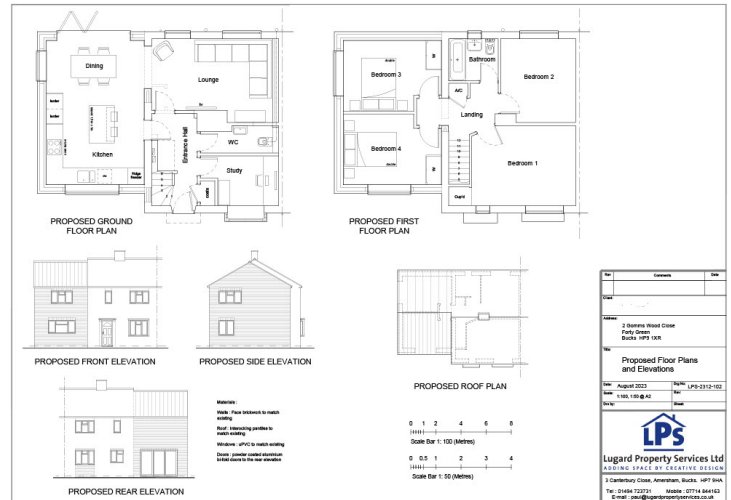 Dining
Lounge
Kitchen
Entrance Hall
WC
Study
Fridge
Freezer
PROPOSED GROUND
FLOOR PLAN
Bedroom 3
Bathroom
Bedroom 2
A/C
Landing
Bedroom 4
Bedroom 1
W
W
Cup'd
PROPOSED FIRST
FLOOR PLAN
PROPOSED FRONT ELEVATION
PROPOSED SIDE ELEVATION
PROPOSED ROOF PLAN
PROPOSED REAR ELEVATION
Materials:
Walls : Face brickwork to match
existing
Roof : Interlocking pantiles to
match existing
Windows : uPVC to match existing
Doors : powder coated aluminium
bi-fold doors to the rear elevation
0 1 2 4 6 8
Scale Bar 1: 100 (Metres)
0 0.5 1 2 3 4
Scale Bar 1: 50 (Metres)
Rev Comments Date
Client
Address:
2 Gomms Wood Close
Forty Green
Bucks HP9 1XR
Title:
Proposed Floor Plans
and Elevations
Date: August 2023
Drg No: LPS-2312-102
Scale: 1:100, 1:50 @ A2
Rev:
Drn by:
Sheet
LPS
Lugard Property Services Ltd
ADDING SPACE BY CREATIVE DESIGN
3 Canterbury Close, Amersham, Bucks. HP7 9HA
Tel : 01494 723731 Mobile : 07714 844163
E-mail : paul@lugardpropertyservices.co.uk